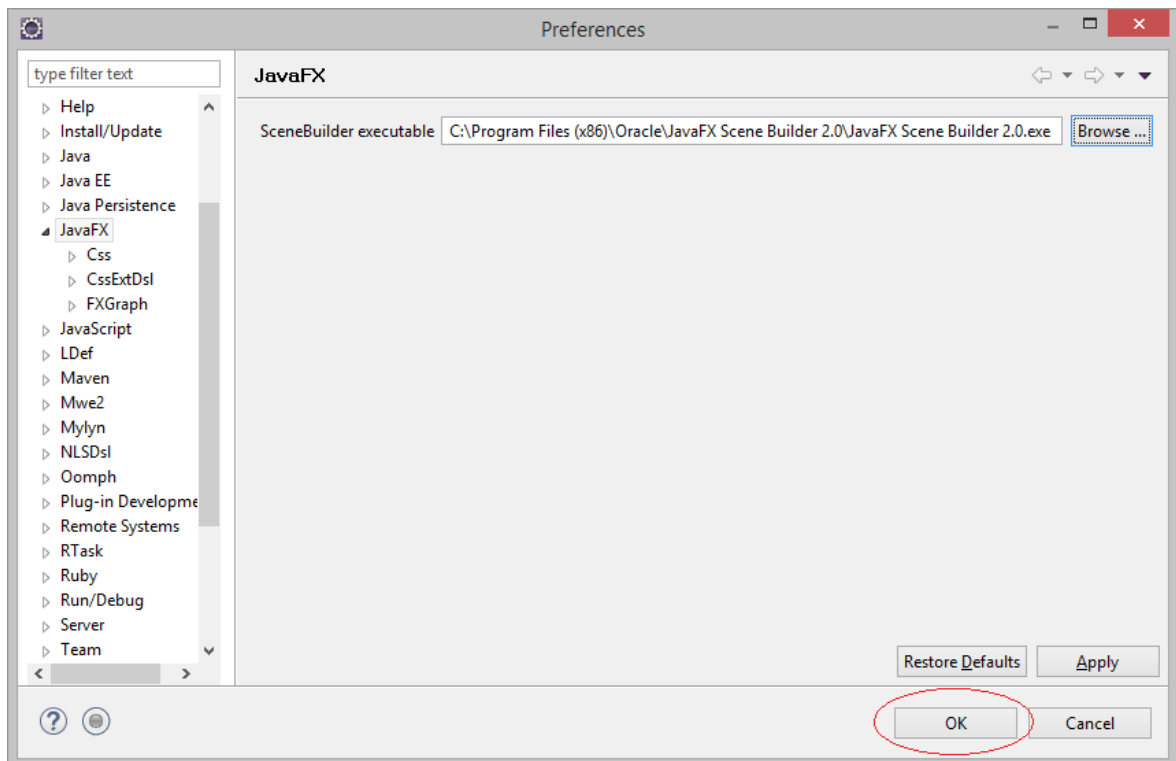 Preferences
type filter text
Help
Install/Update
Java
Java EE
Java Persistence
JavaFX
Css
CssExtDsl
FXGraph
JavaScript
LDef
Maven
Mwe2
Mylyn
NLSDsl
Oomph
Plug-in Developme
Remote Systems
RTask
Ruby
Run/Debug
Server
Team
JavaFX
SceneBuilder executable C:\Program Files (x86)\Oracle\JavaFX Scene Builder 2.0\JavaFX Scene Builder 2.0.exe Browse ...
Restore Defaults Apply
OK Cancel